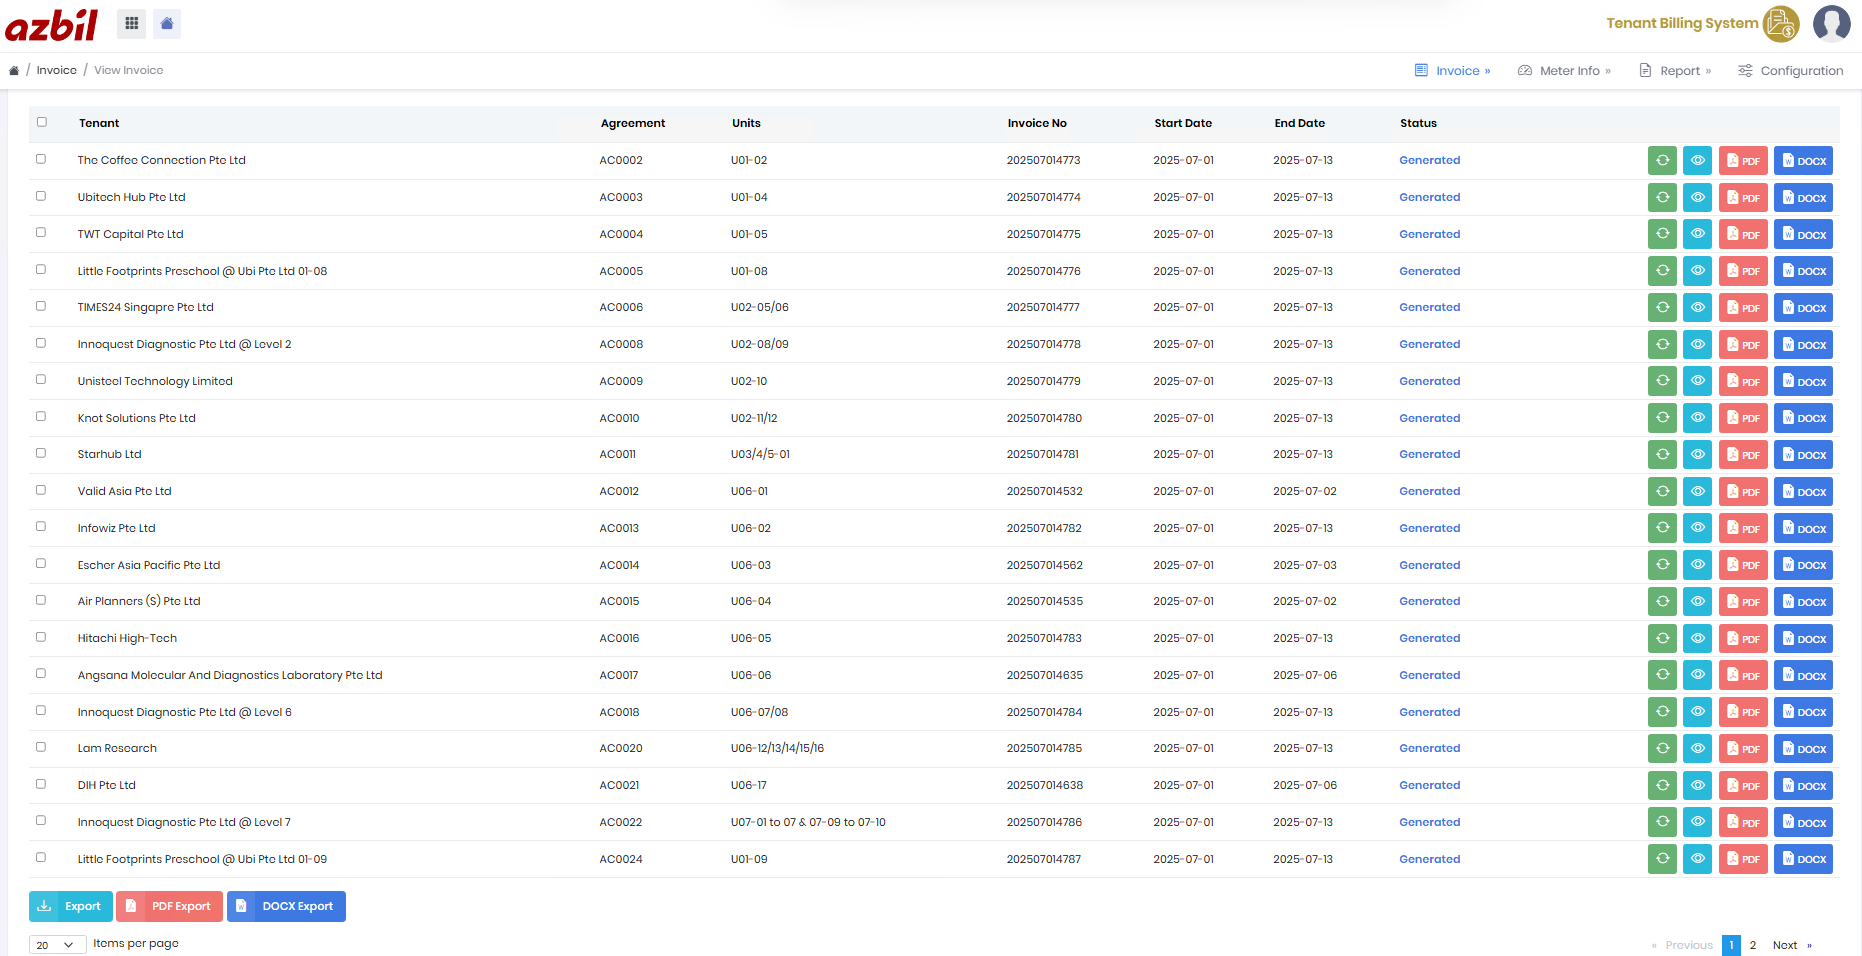 azbil
Tenant Billing System
/ Invoice / View Invoice
Invoice » Meter Info » Report » Configuration
Tenant Agreement Units Invoice No Start Date End Date Status
The Coffee Connection Pte Ltd AC0002 U01-02 202507014773 2025-07-01 2025-07-13 Generated PDF DOCX
Ubitech Hub Pte Ltd AC0003 U01-04 202507014774 2025-07-01 2025-07-13 Generated PDF DOCX
TWT Capital Pte Ltd AC0004 U01-05 202507014775 2025-07-01 2025-07-13 Generated PDF DOCX
Little Footprints Preschool @ Ubi Pte Ltd 01-08 AC0005 U01-08 202507014776 2025-07-01 2025-07-13 Generated PDF DOCX
TIMES24 Singapre Pte Ltd AC0006 U02-05/06 202507014777 2025-07-01 2025-07-13 Generated PDF DOCX
Innoquest Diagnostic Pte Ltd @ Level 2 AC0008 U02-08/09 202507014778 2025-07-01 2025-07-13 Generated PDF DOCX
Unisteel Technology Limited AC0009 U02-10 202507014779 2025-07-01 2025-07-13 Generated PDF DOCX
Knot Solutions Pte Ltd AC0010 U02-11/12 202507014780 2025-07-01 2025-07-13 Generated PDF DOCX
Starhub Ltd AC0011 U03/4/5-01 202507014781 2025-07-01 2025-07-13 Generated PDF DOCX
Valid Asia Pte Ltd AC0012 U06-01 202507014532 2025-07-01 2025-07-02 Generated PDF DOCX
Infowiz Pte Ltd AC0013 U06-02 202507014782 2025-07-01 2025-07-13 Generated PDF DOCX
Escher Asia Pacific Pte Ltd AC0014 U06-03 202507014562 2025-07-01 2025-07-03 Generated PDF DOCX
Air Planners (S) Pte Ltd AC0015 U06-04 202507014535 2025-07-01 2025-07-02 Generated PDF DOCX
Hitachi High-Tech AC0016 U06-05 202507014783 2025-07-01 2025-07-13 Generated PDF DOCX
Angsana Molecular And Diagnostics Laboratory Pte Ltd AC0017 U06-06 202507014635 2025-07-01 2025-07-06 Generated PDF DOCX
Innoquest Diagnostic Pte Ltd @ Level 6 AC0018 U06-07/08 202507014784 2025-07-01 2025-07-13 Generated PDF DOCX
Lam Research AC0020 U06-12/13/14/15/16 202507014785 2025-07-01 2025-07-13 Generated PDF DOCX
DIH Pte Ltd AC0021 U06-17 202507014638 2025-07-01 2025-07-06 Generated PDF DOCX
Innoquest Diagnostic Pte Ltd @ Level 7 AC0022 U07-01 to 07 & 07-09 to 07-10 202507014786 2025-07-01 2025-07-13 Generated PDF DOCX
Little Footprints Preschool @ Ubi Pte Ltd 01-09 AC0024 U01-09 202507014787 2025-07-01 2025-07-13 Generated PDF DOCX
Export PDF Export DOCX Export
20 Items per page « Previous 1 2 Next »